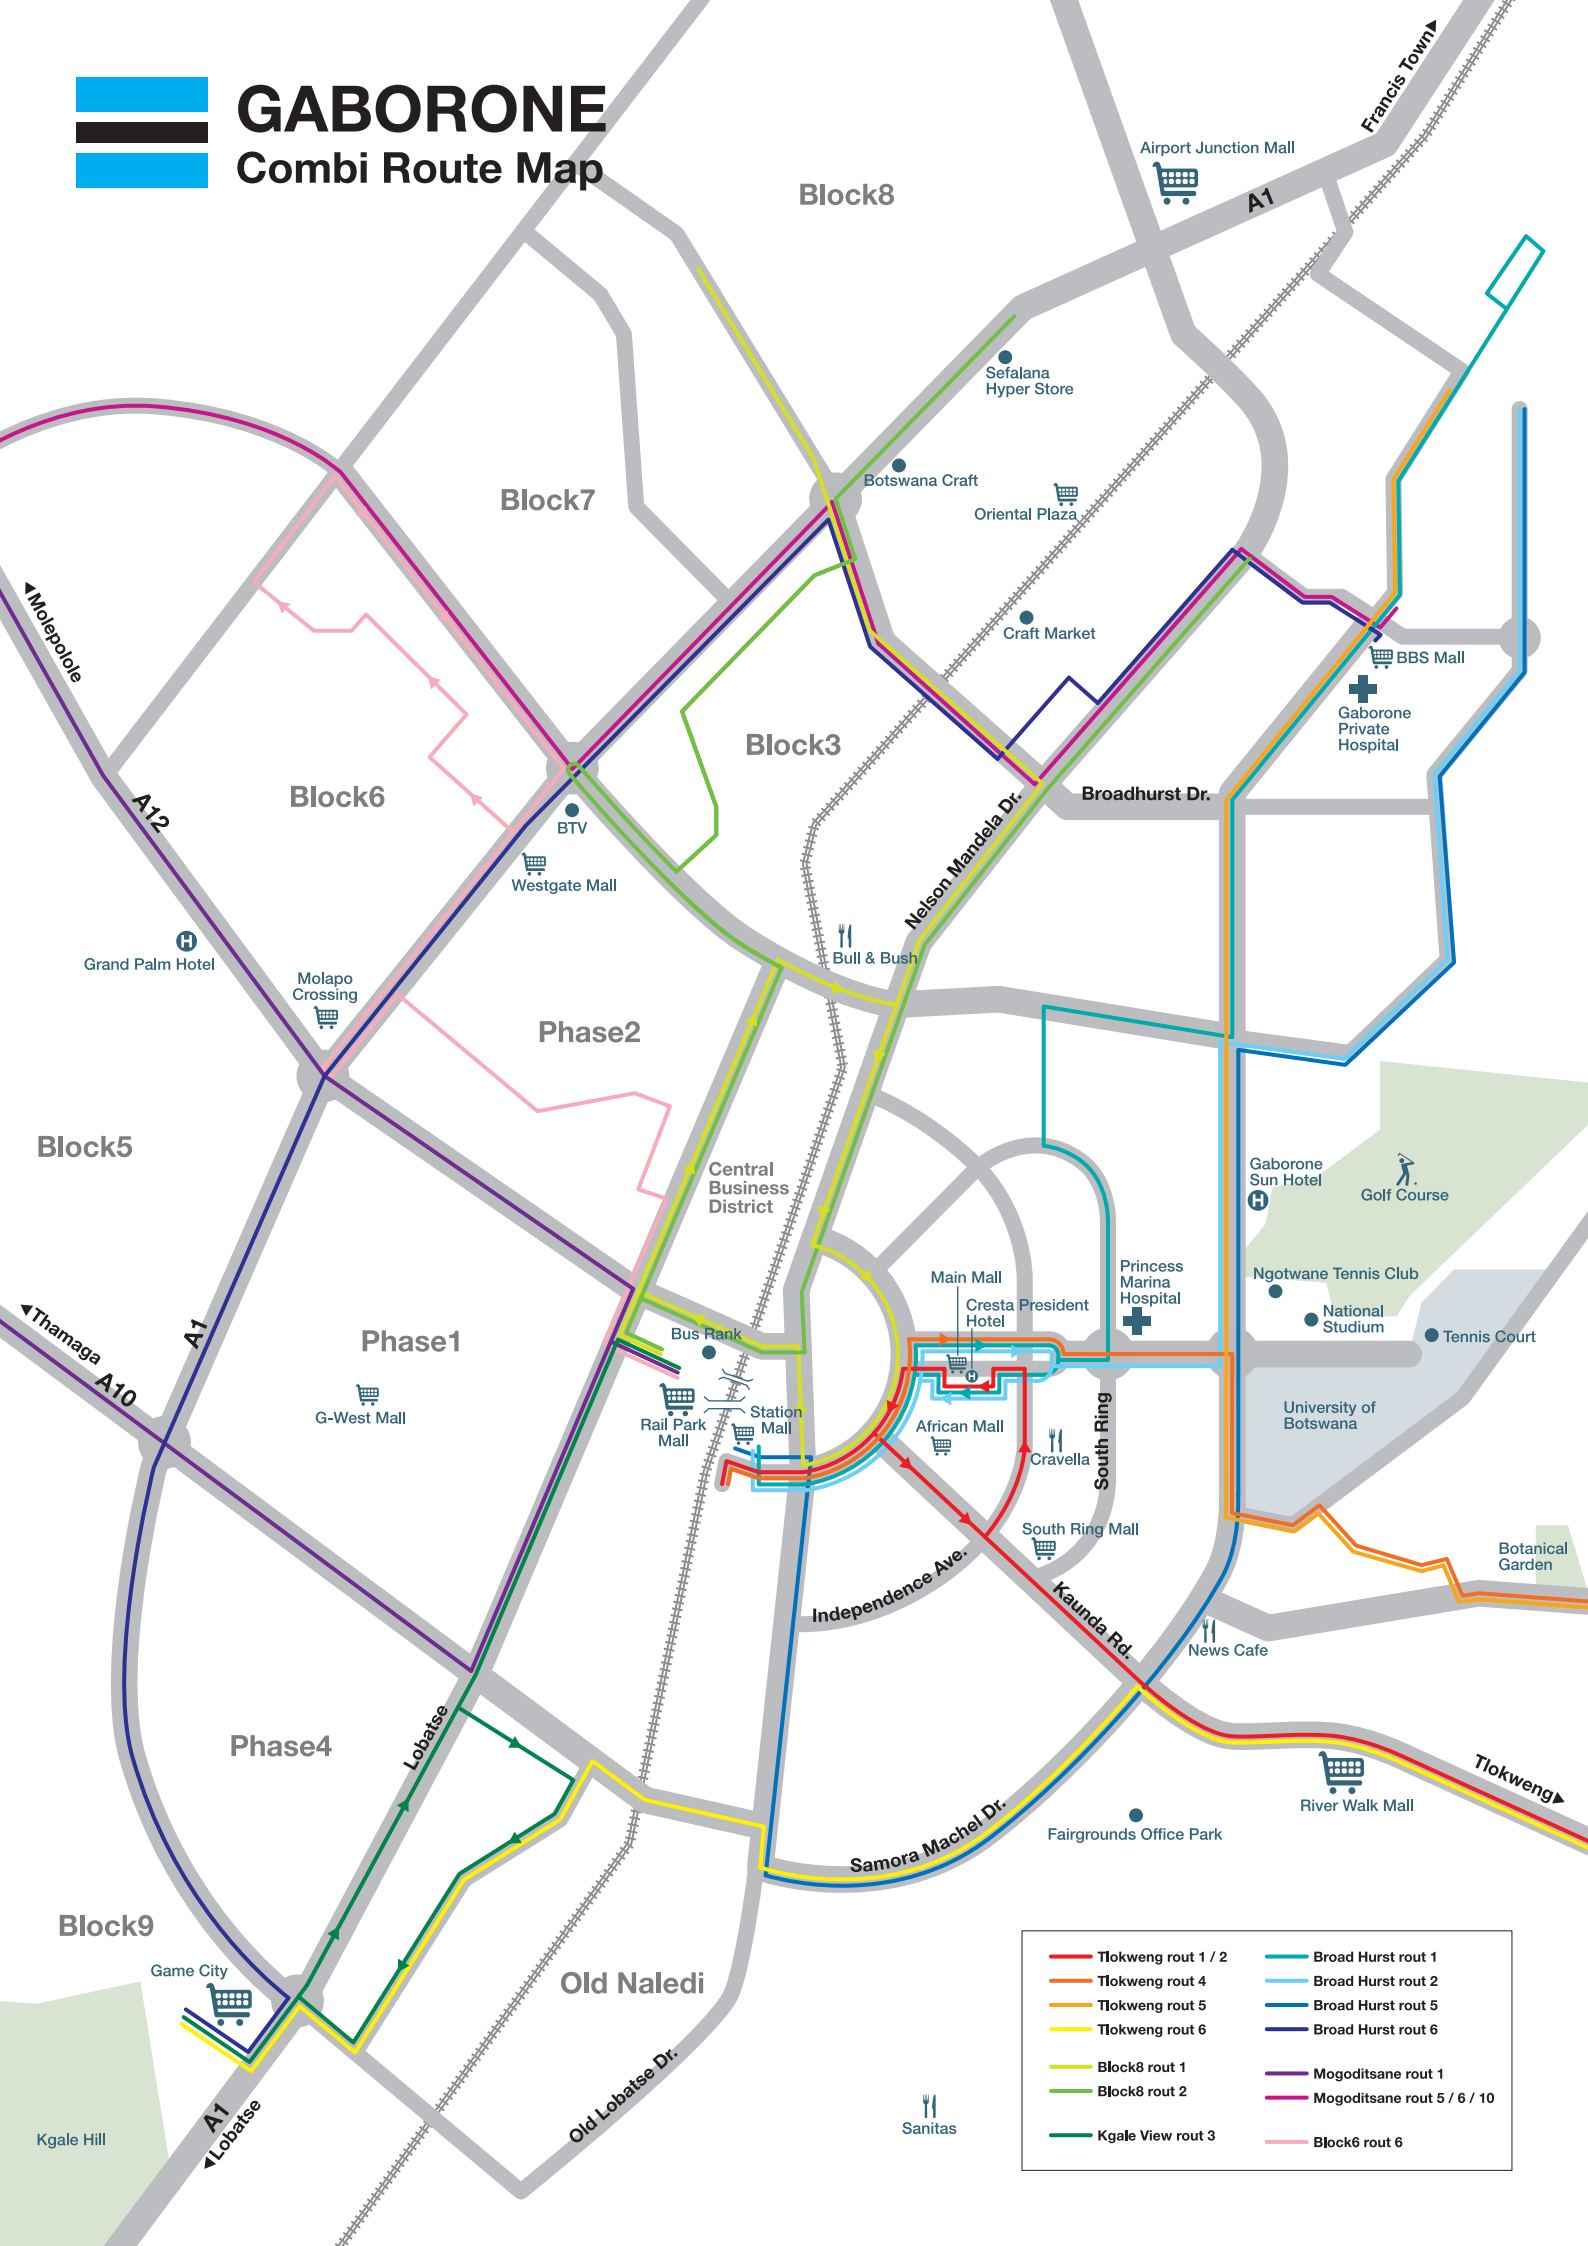 GABORONE
Combi Route Map
Francis Town
Airport Junction Mall
A1
Block8
Sefalana
Hyper Store
Botswana Craft
Oriental Plaza
Block7
Craft Market
BBS Mall
Gaborone
Private
Hospital
Molepolole
A12
Block6
Block3
BTV
Westgate Mall
Broadhurst Dr.
Nelson Mandela Dr.
Bull & Bush
H
Grand Palm Hotel
Molapo
Crossing
Phase2
Block5
Central
Business
District
Gaborone
Sun Hotel
H
Golf Course
Ngotwane Tennis Club
National
Studium
Tennis Court
Princess
Marina
Hospital
Main Mall
Cresta President
Hotel
H
Thamaga
A10
A1
Phase1
Bus Rank
G-West Mall
Rail Park
Mall
Station
Mall
African Mall
Cravella
South Ring
University of
Botswana
South Ring Mall
Botanical
Garden
Independence Ave.
Kaunda Rd.
News Cafe
Phase4
Lobatse
Tlokweng
River Walk Mall
Fairgrounds Office Park
Samora Machel Dr.
Block9
Game City
Old Naledi
Old Lobatse Dr.
A1
Lobatse
Kgale Hill
Sanitas
Tlokweng rout 1 / 2
Tlokweng rout 4
Tlokweng rout 5
Tlokweng route 6
Block8 rout 1
Block8 rout 2
Kgale View rout 3
Broad Hurst rout 1
Broad Hurst rout 2
Broad Hurst rout 5
Broad Hurst rout 6
Mogoditsane rout 1
Mogoditsane rout 5 / 6 / 10
Block6 rout 6